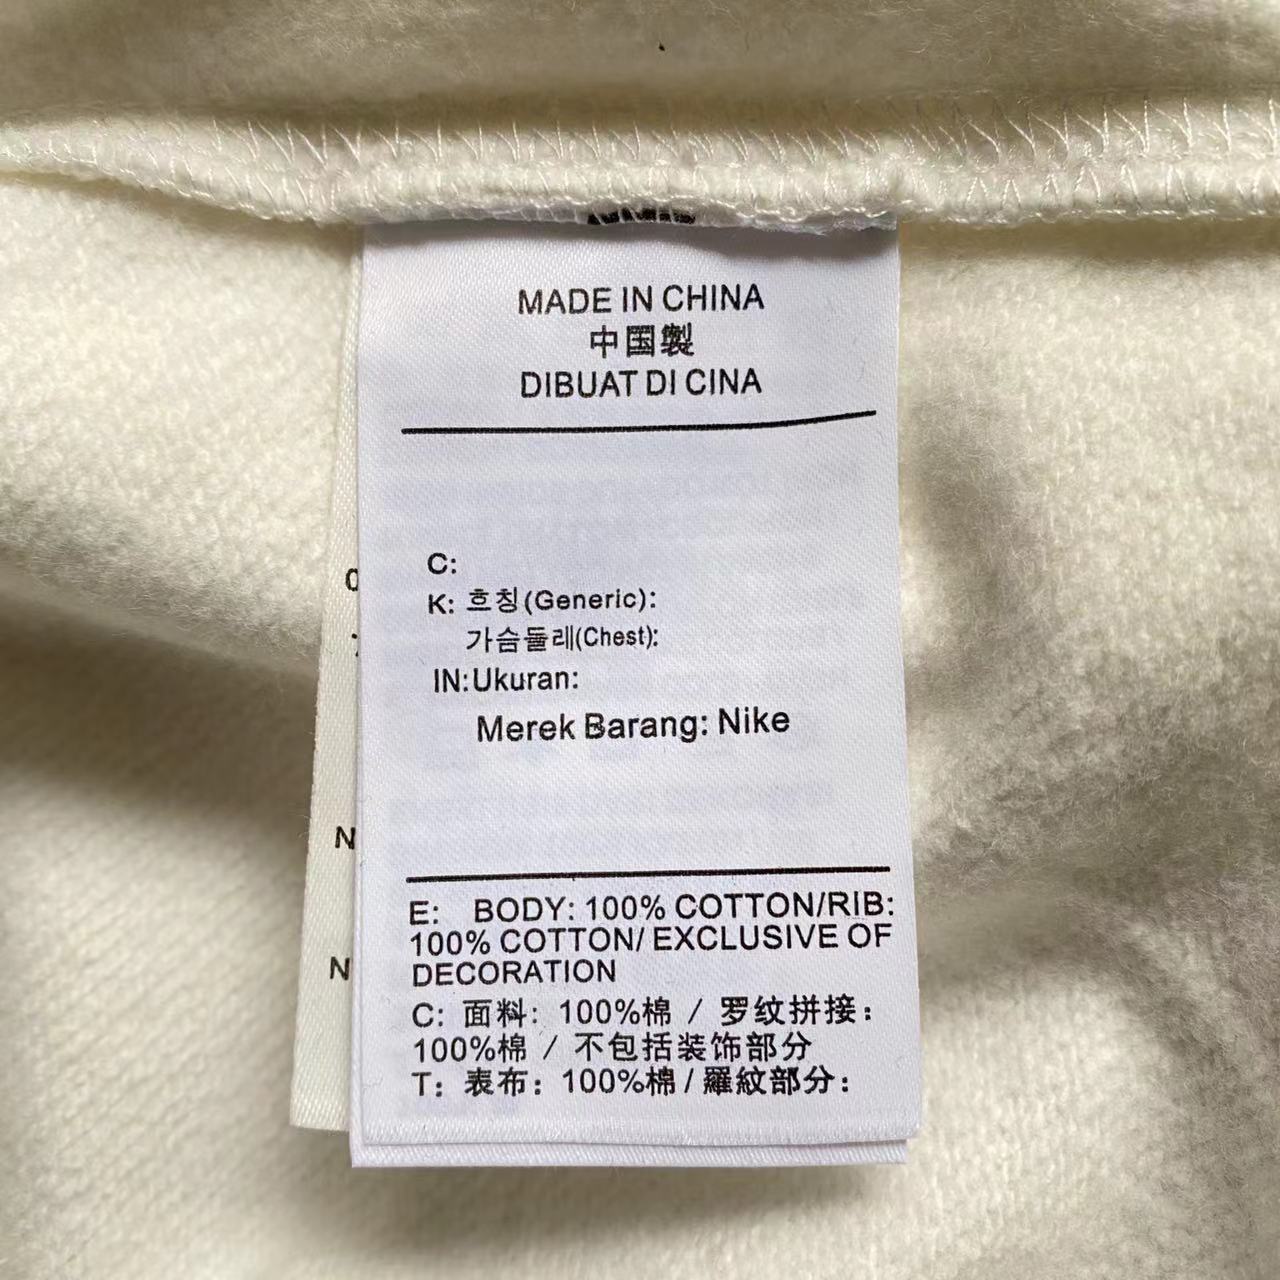 MADE IN CHINA
中国製
DIBUAT DI CINA
C:
K: 흐칭(Generic):
가슴둘레(Chest):
IN:Ukuran:
Merek Barang: Nike
N
N
E: BODY: 100% COTTON/RIB:
100% COTTON/ EXCLUSIVE OF
DECORATION
C: 面料: 100%棉 / 罗纹拼接:
100%棉 / 不包括装饰部分
T: 表布: 100%棉 / 羅紋部分: